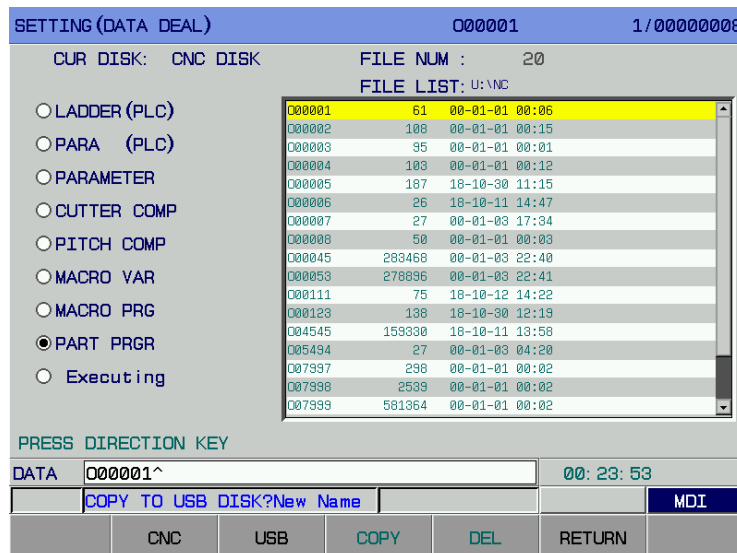 SETTING(DATA DEAL) O00001 1/00000008
CUR DISK: CNC DISK FILE NUM : 20
FILE LIST: U:\NC
LADDER(PLC)
PARA (PLC)
PARAMETER
CUTTER COMP
PITCH COMP
MACRO VAR
MACRO PRG
PART PRGR
Executing
O00001 61 00-01-01 00:06
O00002 108 00-01-01 00:15
O00003 95 00-01-01 00:01
O00004 103 00-01-01 00:12
O00005 187 18-10-30 11:15
O00006 26 18-10-11 14:47
O00007 27 00-01-03 17:34
O00008 50 00-01-01 00:03
O00045 283468 00-01-03 22:40
O00053 278896 00-01-03 22:41
O00111 75 18-10-12 14:22
O00123 138 18-10-30 12:19
O04545 159330 18-10-11 13:58
O05494 27 00-01-03 04:20
O07997 298 00-01-01 00:02
O07998 2539 00-01-01 00:02
O07999 581364 00-01-01 00:02
PRESS DIRECTION KEY
DATA O00001^ 00:23:53
COPY TO USB DISK?New Name MDI
CNC USB COPY DEL RETURN